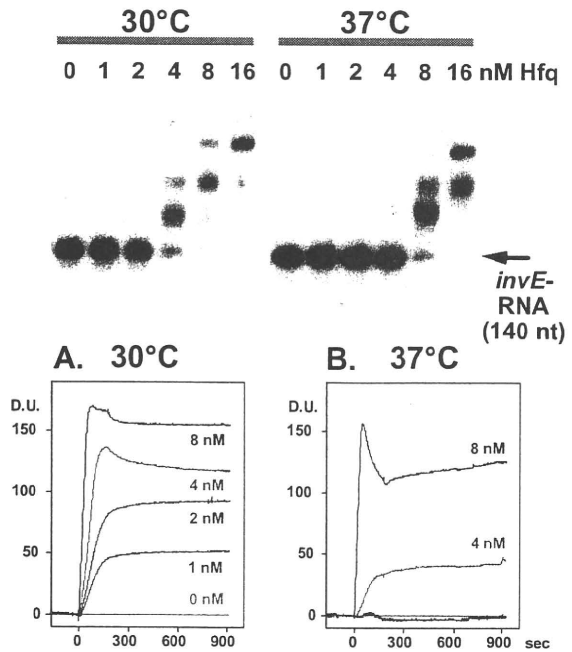 30°C 37°C
0 1 2 4 8 16 0 1 2 4 8 16 nM Hfq
invE-
RNA
(140 nt)
A. 30°C
D.U.
150
100
50
0
8 nM
4 nM
2 nM
1 nM
0 nM
0 300 600 900
B. 37°C
D.U.
150
100
50
0
8 nM
4 nM
0 300 600 900 sec